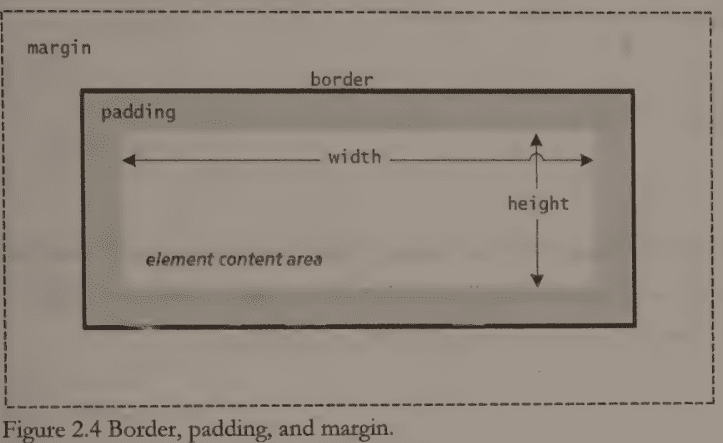 margin
border
padding
width
height
element content area
Figure 2.4 Border, padding, and margin.